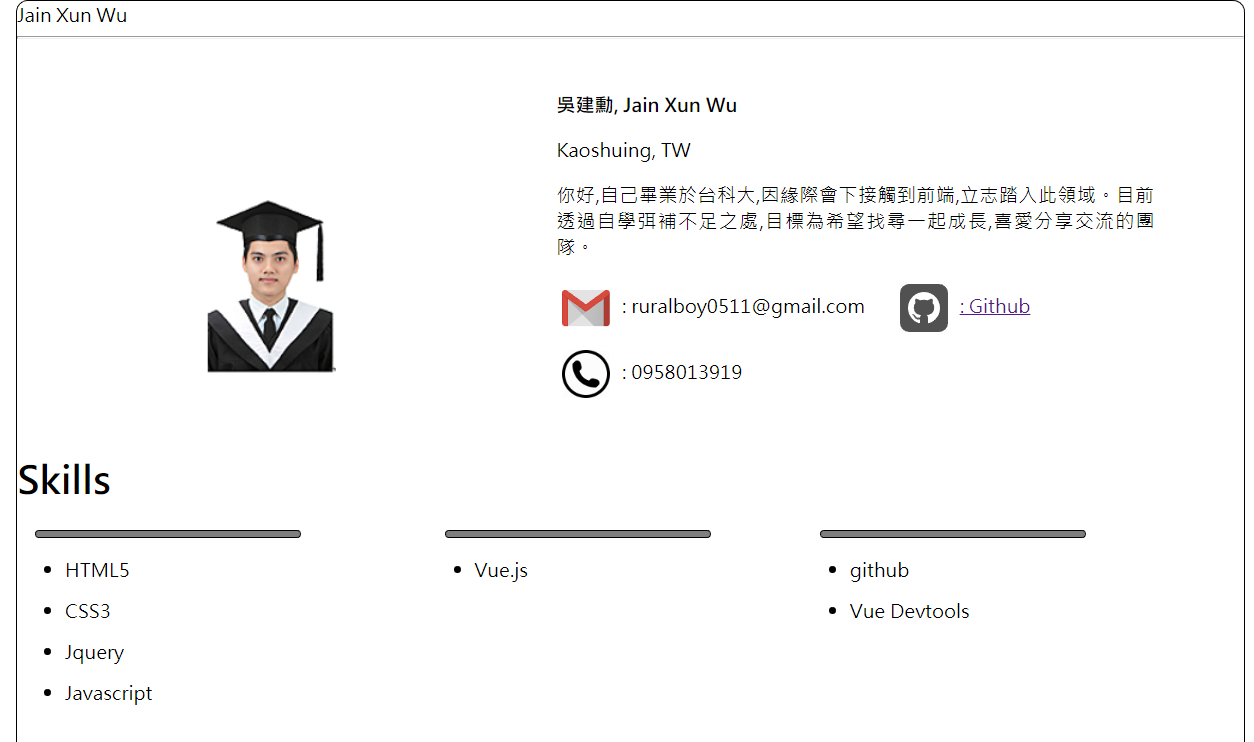 Jain Xun Wu
吳建勳, Jain Xun Wu
Kaoshuing, TW
你好,自己畢業於台科大,因緣際會下接觸到前端,立志踏入此領域。目前
透過自學弭補不足之處,目標為希望找尋一起成長,喜愛分享交流的團
隊。
: ruralboy0511@gmail.com
: Github
: 0958013919
Skills
HTML5
CSS3
Jquery
Javascript
Vue.js
github
Vue Devtools